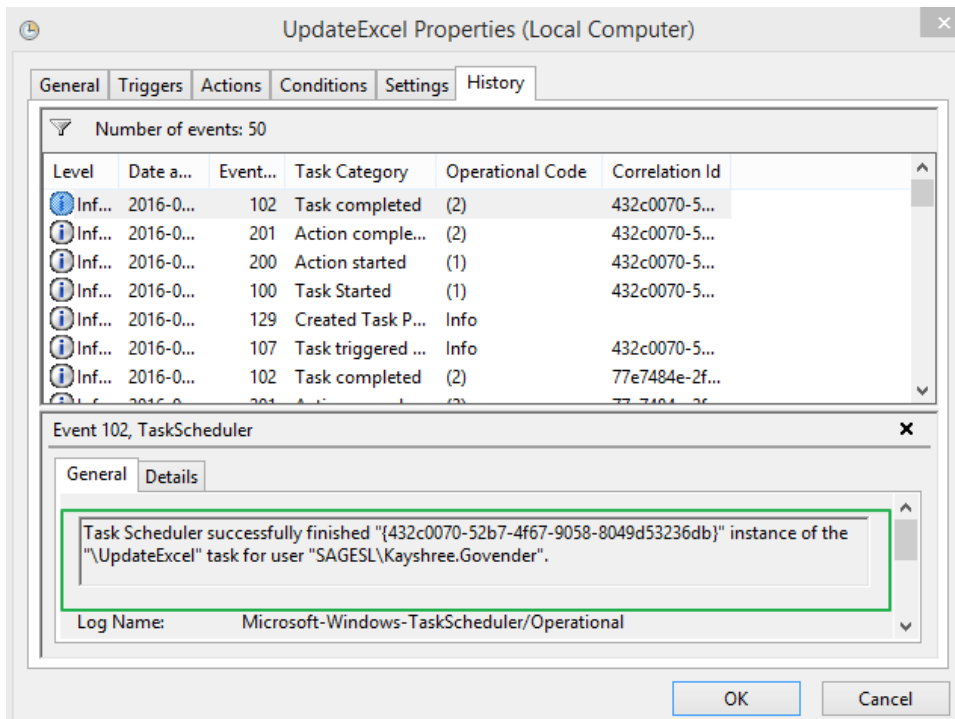 UpdateExcel Properties (Local Computer)
General Triggers Actions Conditions Settings History
Number of events: 50
Level Date a... Event... Task Category Operational Code Correlation Id
Inf... 2016-0... 102 Task completed (2) 432c0070-5...
Inf... 2016-0... 201 Action comple... (2) 432c0070-5...
Inf... 2016-0... 200 Action started (1) 432c0070-5...
Inf... 2016-0... 100 Task Started (1) 432c0070-5...
Inf... 2016-0... 129 Created Task P... Info
Inf... 2016-0... 107 Task triggered ... Info 432c0070-5...
Inf... 2016-0... 102 Task completed (2) 77e7484e-2f...
Event 102, TaskScheduler
General Details
Task Scheduler successfully finished "{432c0070-52b7-4f67-9058-8049d53236db}" instance of the
"\UpdateExcel" task for user "SAGESL\Kayshree.Govender".
Log Name: Microsoft-Windows-TaskScheduler/Operational
OK Cancel